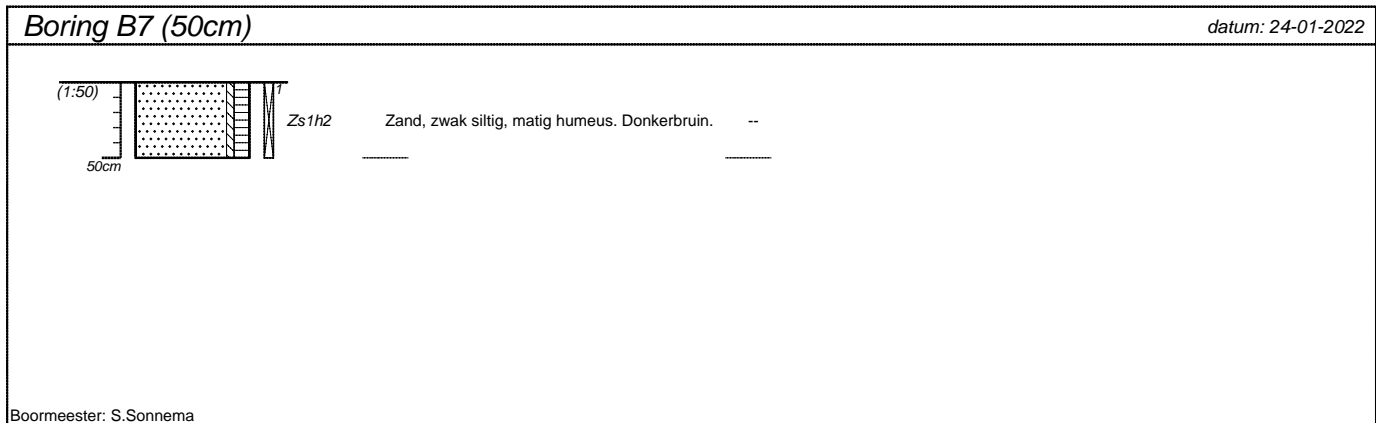 Boring B7 (50cm)
datum: 24-01-2022
(1:50)
1
Zs1h2 Zand, zwak siltig, matig humeus. Donkerbruin. --
50cm
Boormeester: S.Sonnema